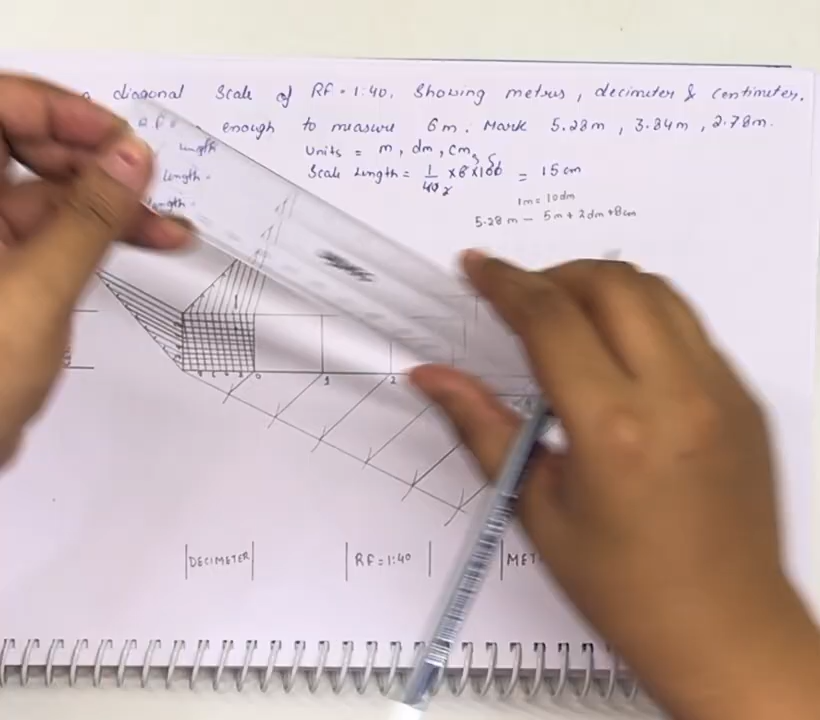 diagonal Scale of RF = 1:40. Showing metres, decimeter & centimeter.
enough to measure 6m. Mark 5.28m, 3.84m, 2.78m.
length Units = m, dm, cm
length = Scale Length = 1/40 x 6 x 100 = 15 cm
length = 1m = 10dm
5.28 m - 5m + 2dm + 8cm
0 1 2
DECIMETER RF = 1:40 MET